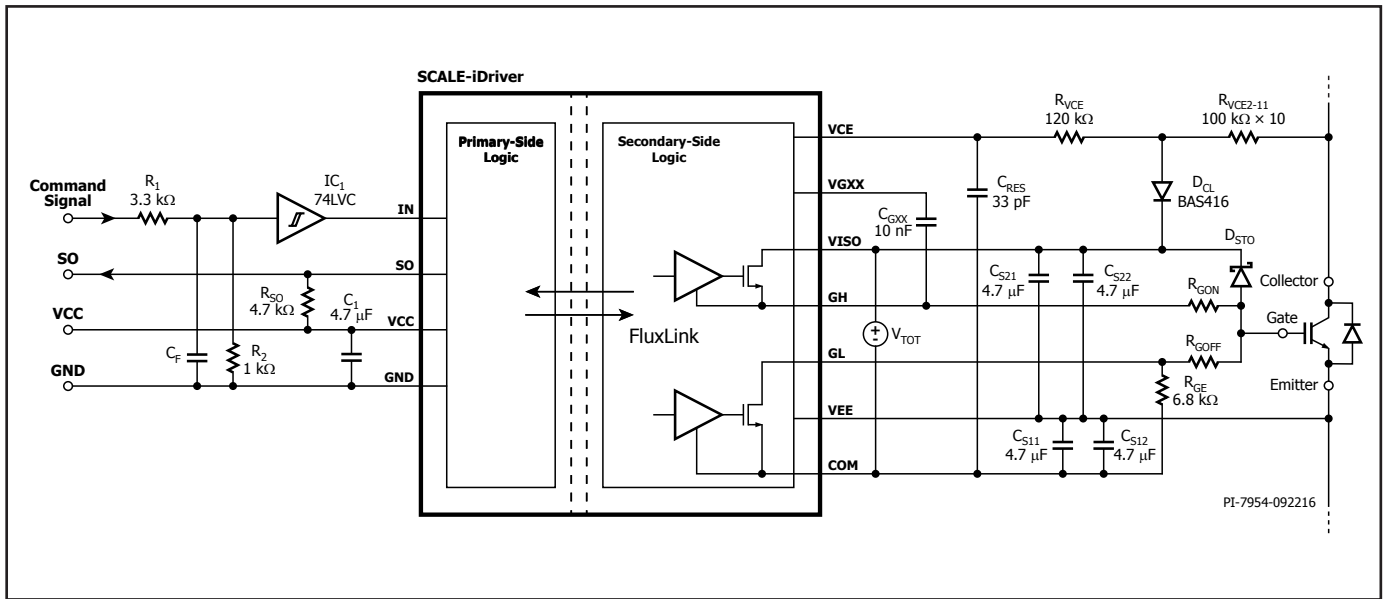 SCALE-iDriver
Primary-Side
Logic
Secondary-Side
Logic
FluxLink
Command
Signal
R1
3.3 kΩ
IC1
74LVC
IN
SO
SO
RSO
4.7 kΩ
C1
4.7 μF
VCC
VCC
CF
R2
1 kΩ
GND
GND
VCE
VGXX
VISO
GH
GL
VEE
COM
RVCE
120 kΩ
RVCE2-11
100 kΩ × 10
CRES
33 pF
DCL
BAS416
CGXX
10 nF
DSTO
CS21
4.7 μF
CS22
4.7 μF
RGON
Collector
Gate
VTOT
+
-
RGOFF
RGE
6.8 kΩ
Emitter
CS11
4.7 μF
CS12
4.7 μF
PI-7954-092216